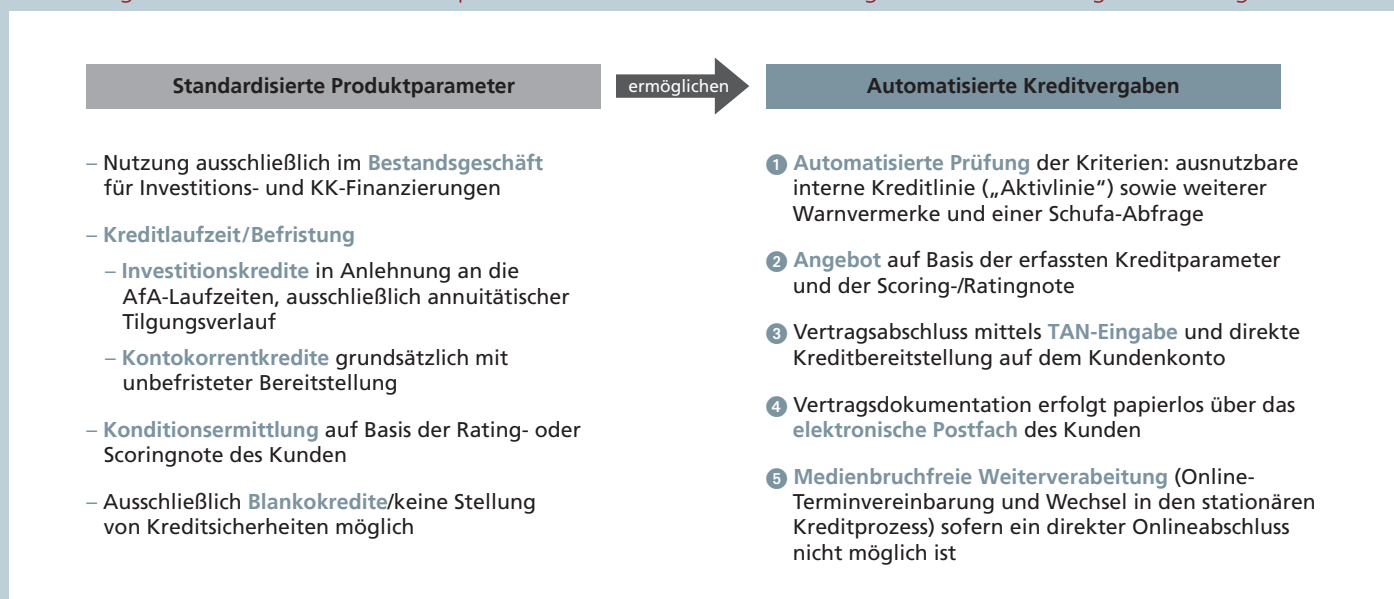 Standardisierte Produktparameter
ermöglichen
Automatisierte Kreditvergaben
– Nutzung ausschließlich im Bestandsgeschäft
für Investitions- und KK-Finanzierungen
– Kreditlaufzeit/Befristung
– Investitionskredite in Anlehnung an die
AfA-Laufzeiten, ausschließlich annuitätischer
Tilgungsverlauf
– Kontokorrentkredite grundsätzlich mit
unbefristeter Bereitstellung
– Konditionsermittlung auf Basis der Rating- oder
Scoringnote des Kunden
– Ausschließlich Blankokredite/keine Stellung
von Kreditsicherheiten möglich
1 Automatisierte Prüfung der Kriterien: ausnutzbare
interne Kreditlinie („Aktivlinie“) sowie weiterer
Warnvermerke und einer Schufa-Abfrage
2 Angebot auf Basis der erfassten Kreditparameter
und der Scoring-/Ratingnote
3 Vertragsabschluss mittels TAN-Eingabe und direkte
Kreditbereitstellung auf dem Kundenkonto
4 Vertragsdokumentation erfolgt papierlos über das
elektronische Postfach des Kunden
5 Medienbruchfreie Weiterverabeitung (Online-
Terminvereinbarung und Wechsel in den stationären
Kreditprozess) sofern ein direkter Onlineabschluss
nicht möglich ist